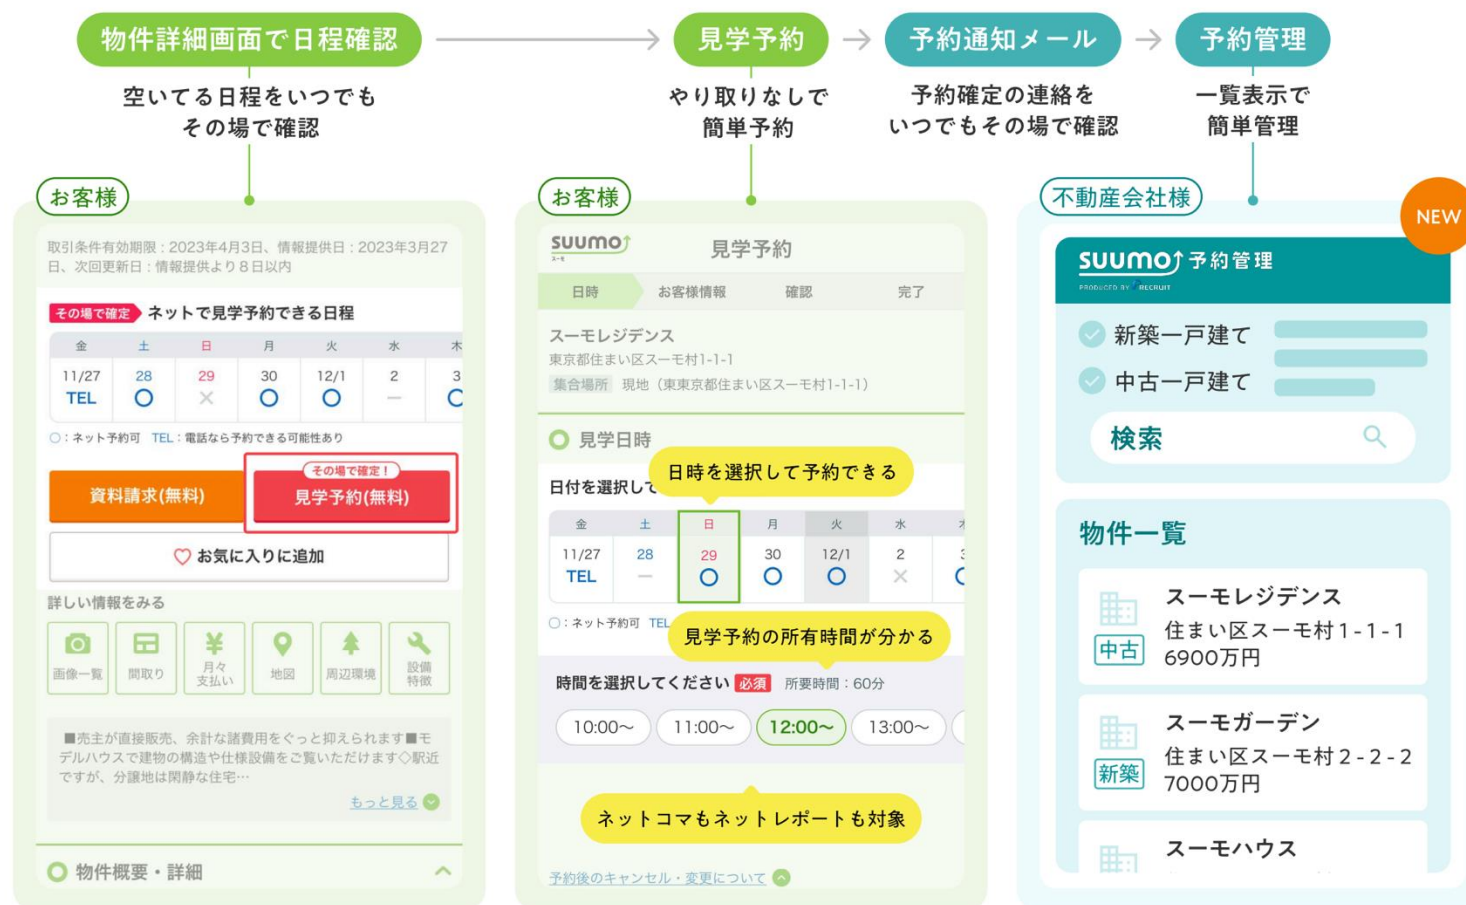 物件詳細画面で日程確認
見学予約
予約通知メール
予約管理
空いてる日程をいつでも
その場で確認
やり取りなしで
簡単予約
予約確定の連絡を
いつでもその場で確認
一覧表示で
簡単管理
お客様
取引条件有効期限：2023年4月3日、情報提供日：2023年3月27
日、次回更新日：情報提供より8日以内
その場で確定 ネットで見学予約できる日程
金 土 日 月 火 水 木
11/27 28 29 30 12/1 2 3
TEL ○ × ○ ○ − ○
○：ネット予約可 TEL：電話なら予約できる可能性あり
その場で確定！
資料請求(無料) 見学予約(無料)
♡ お気に入りに追加
詳しい情報をみる
画像一覧
間取り
月々
支払い
地図
周辺環境
設備
特徴
■売主が直接販売、余計な諸費用をぐっと抑えられます■モ
デルハウスで建物の構造や仕様設備をご覧いただけます◇駅近
ですが、分譲地は閑静な住宅…
もっと見る
物件概要・詳細
お客様
SUUMO
スーモ
見学予約
日時 お客様情報 確認 完了
スーモレジデンス
東京都住まい区スーモ村1-1-1
集合場所 現地（東東京都住まい区スーモ村1-1-1）
見学日時
日時を選択して予約できる
日付を選択して
金 土 日 月 火 水
11/27 28 29 30 12/1 2
TEL − ○ ○ ○ ×
○：ネット予約可 TEL
見学予約の所有時間が分かる
時間を選択してください 必須 所要時間：60分
10:00〜 11:00〜 12:00〜 13:00〜
ネットコマもネットレポートも対象
予約後のキャンセル・変更について
不動産会社様
NEW
SUUMO 予約管理
PRODUCED BY RECRUIT
新築一戸建て
中古一戸建て
検索
物件一覧
スーモレジデンス
中古
住まい区スーモ村1-1-1
6900万円
スーモガーデン
新築
住まい区スーモ村2-2-2
7000万円
スーモハウス